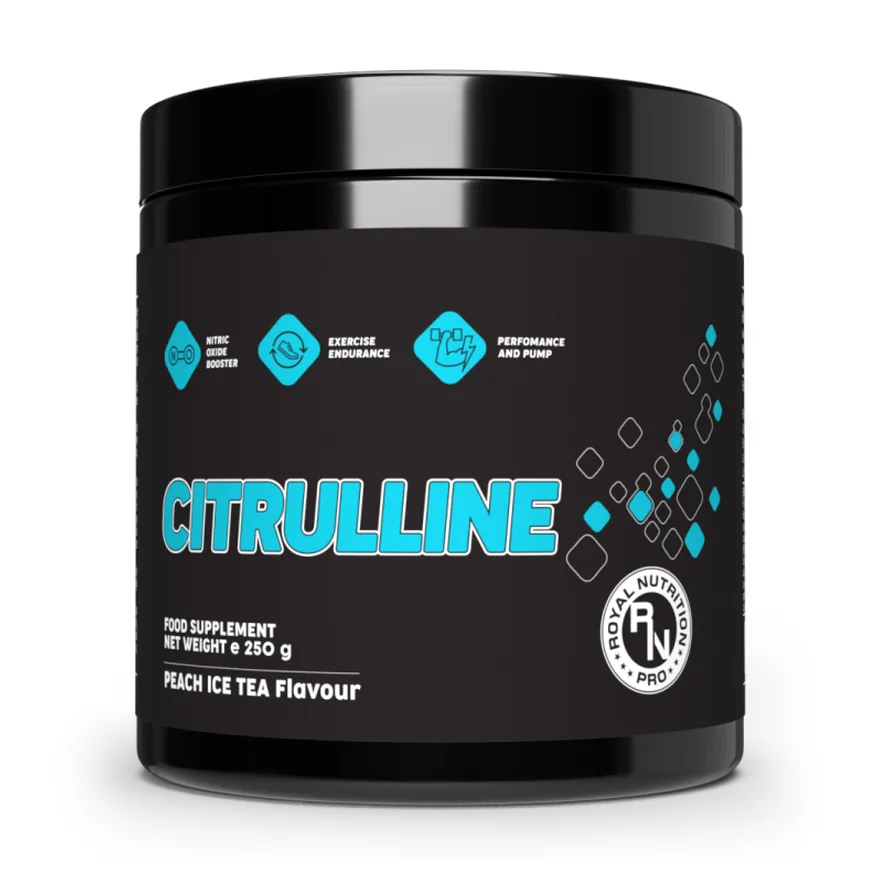 NITRIC
OXIDE
BOOSTER
EXERCISE
ENDURANCE
PERFOMANCE
AND PUMP
N
O
CITRULLINE
FOOD SUPPLEMENT
NET WEIGHT e 250 g
PEACH ICE TEA Flavour
ROYAL NUTRITION
RN
PRO